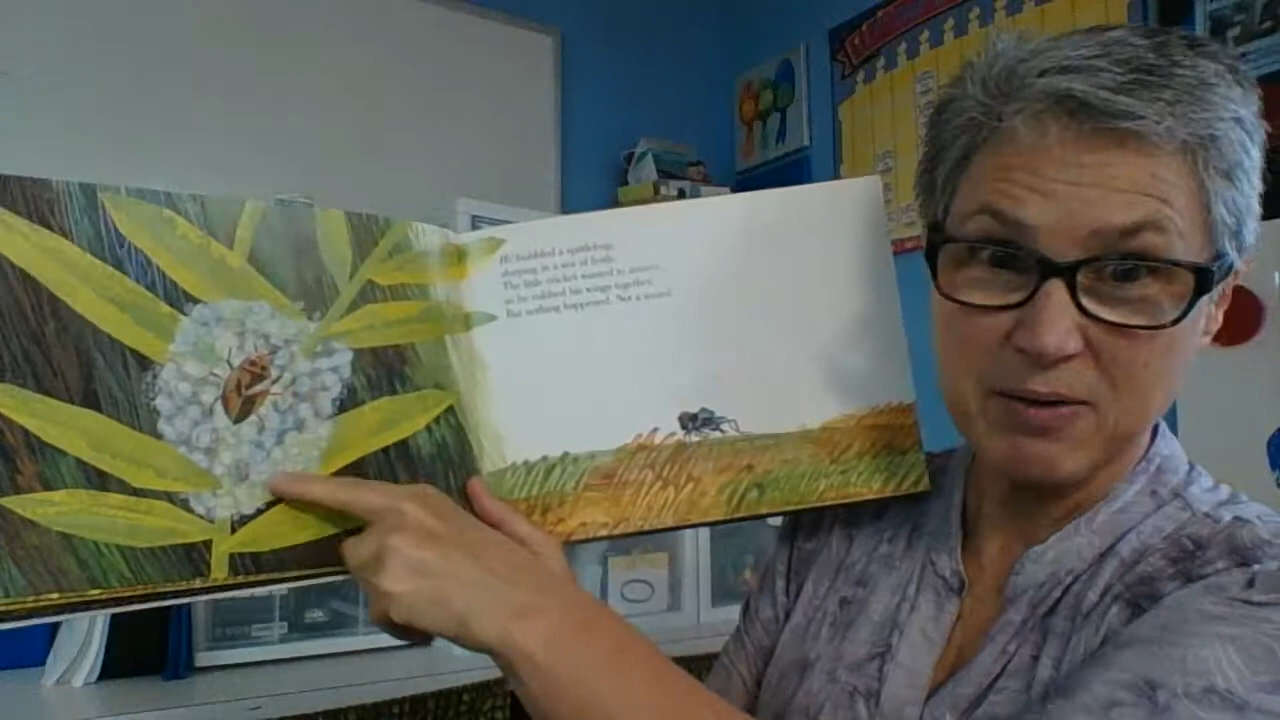 Hi! bubbled a spittlebug,
slurping in a sea of froth.
The little cricket wanted to answer,
so he rubbed his wings together.
But nothing happened. Not a sound.